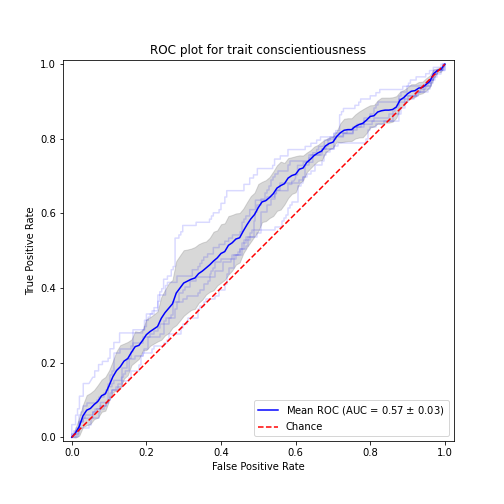 ROC plot for trait conscientiousness
True Positive Rate
1.0
0.8
0.6
0.4
0.2
0.0
0.0 0.2 0.4 0.6 0.8 1.0
False Positive Rate
Mean ROC (AUC = 0.57 ± 0.03)
Chance